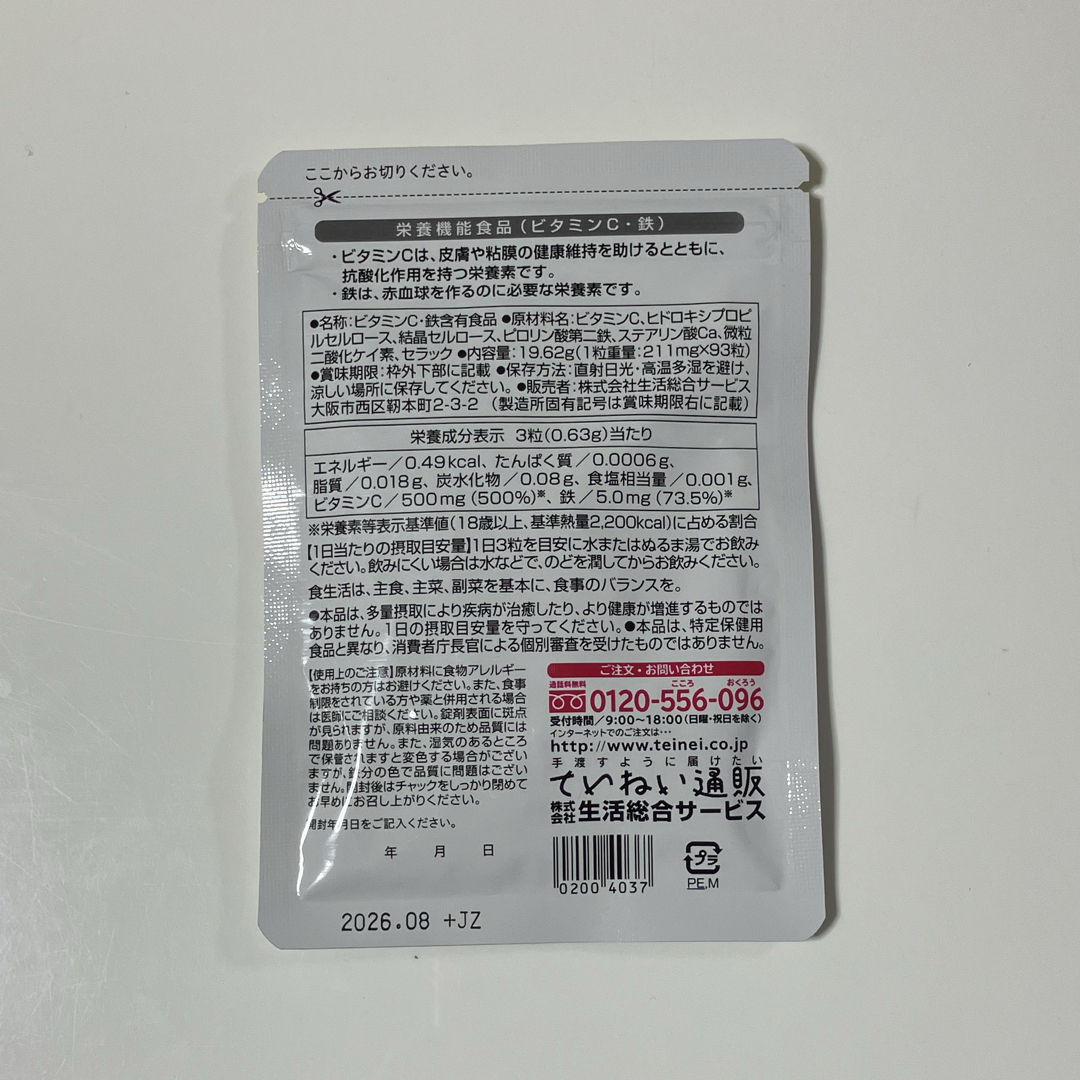 ここからお切りください。
栄養機能食品(ビタミンC・鉄)
・ビタミンCは、皮膚や粘膜の健康維持を助けるとともに、
抗酸化作用を持つ栄養素です。
・鉄は、赤血球を作るのに必要な栄養素です。
●名称:ビタミンC・鉄含有食品 ●原材料名:ビタミンC、ヒドロキシプロピ
ルセルロース、結晶セルロース、ピロリン酸第二鉄、ステアリン酸Ca、微粒
二酸化ケイ素、セラック ●内容量:19.62g(1粒重量:211mg×93粒)
●賞味期限:枠外下部に記載 ●保存方法:直射日光・高温多湿を避け、
涼しい場所に保存してください。●販売者:株式会社生活総合サービス
大阪市西区靭本町2-3-2 (製造所固有記号は賞味期限右に記載)
栄養成分表示 3粒(0.63g)当たり
エネルギー/0.49kcal、たんぱく質/0.0006g、
脂質/0.018g、炭水化物/0.08g、食塩相当量/0.001g、
ビタミンC/500mg(500%)※、鉄/5.0mg(73.5%)※
※栄養素等表示基準値(18歳以上、基準熱量2,200kcal)に占める割合
【1日当たりの摂取目安量】1日3粒を目安に水またはぬるま湯でお飲み
ください。飲みにくい場合は水などで、のどを潤してからお飲みください。
食生活は、主食、主菜、副菜を基本に、食事のバランスを。
●本品は、多量摂取により疾病が治癒したり、より健康が増進するものでは
ありません。1日の摂取目安量を守ってください。●本品は、特定保健用
食品と異なり、消費者庁長官による個別審査を受けたものではありません。
【使用上のご注意】原材料に食物アレルギー
をお持ちの方はお避けください。また、食事
制限をされている方や薬と併用される場合
は医師にご相談ください。錠剤表面に斑点
が見られますが、原料由来のため品質には
問題ありません。また、湿気のあるところ
で保管されますと変色する場合がござい
ますが、鉄分の色で品質に問題はござい
ません。開封後はチャックをしっかり閉めて
お早めにお召し上がりください。
開封年月日をご記入ください。
年 月 日
ご注文・お問い合わせ
通話料無料 こころ おくろう
0120-556-096
受付時間/9:00~18:00(日曜・祝日を除く)
インターネットでのご注文は…
http://www.teinei.co.jp
手渡すように届けたい
ていねい通販
株式会社 生活総合サービス
0200 4037
プラ
PE,M
2026.08 +JZ